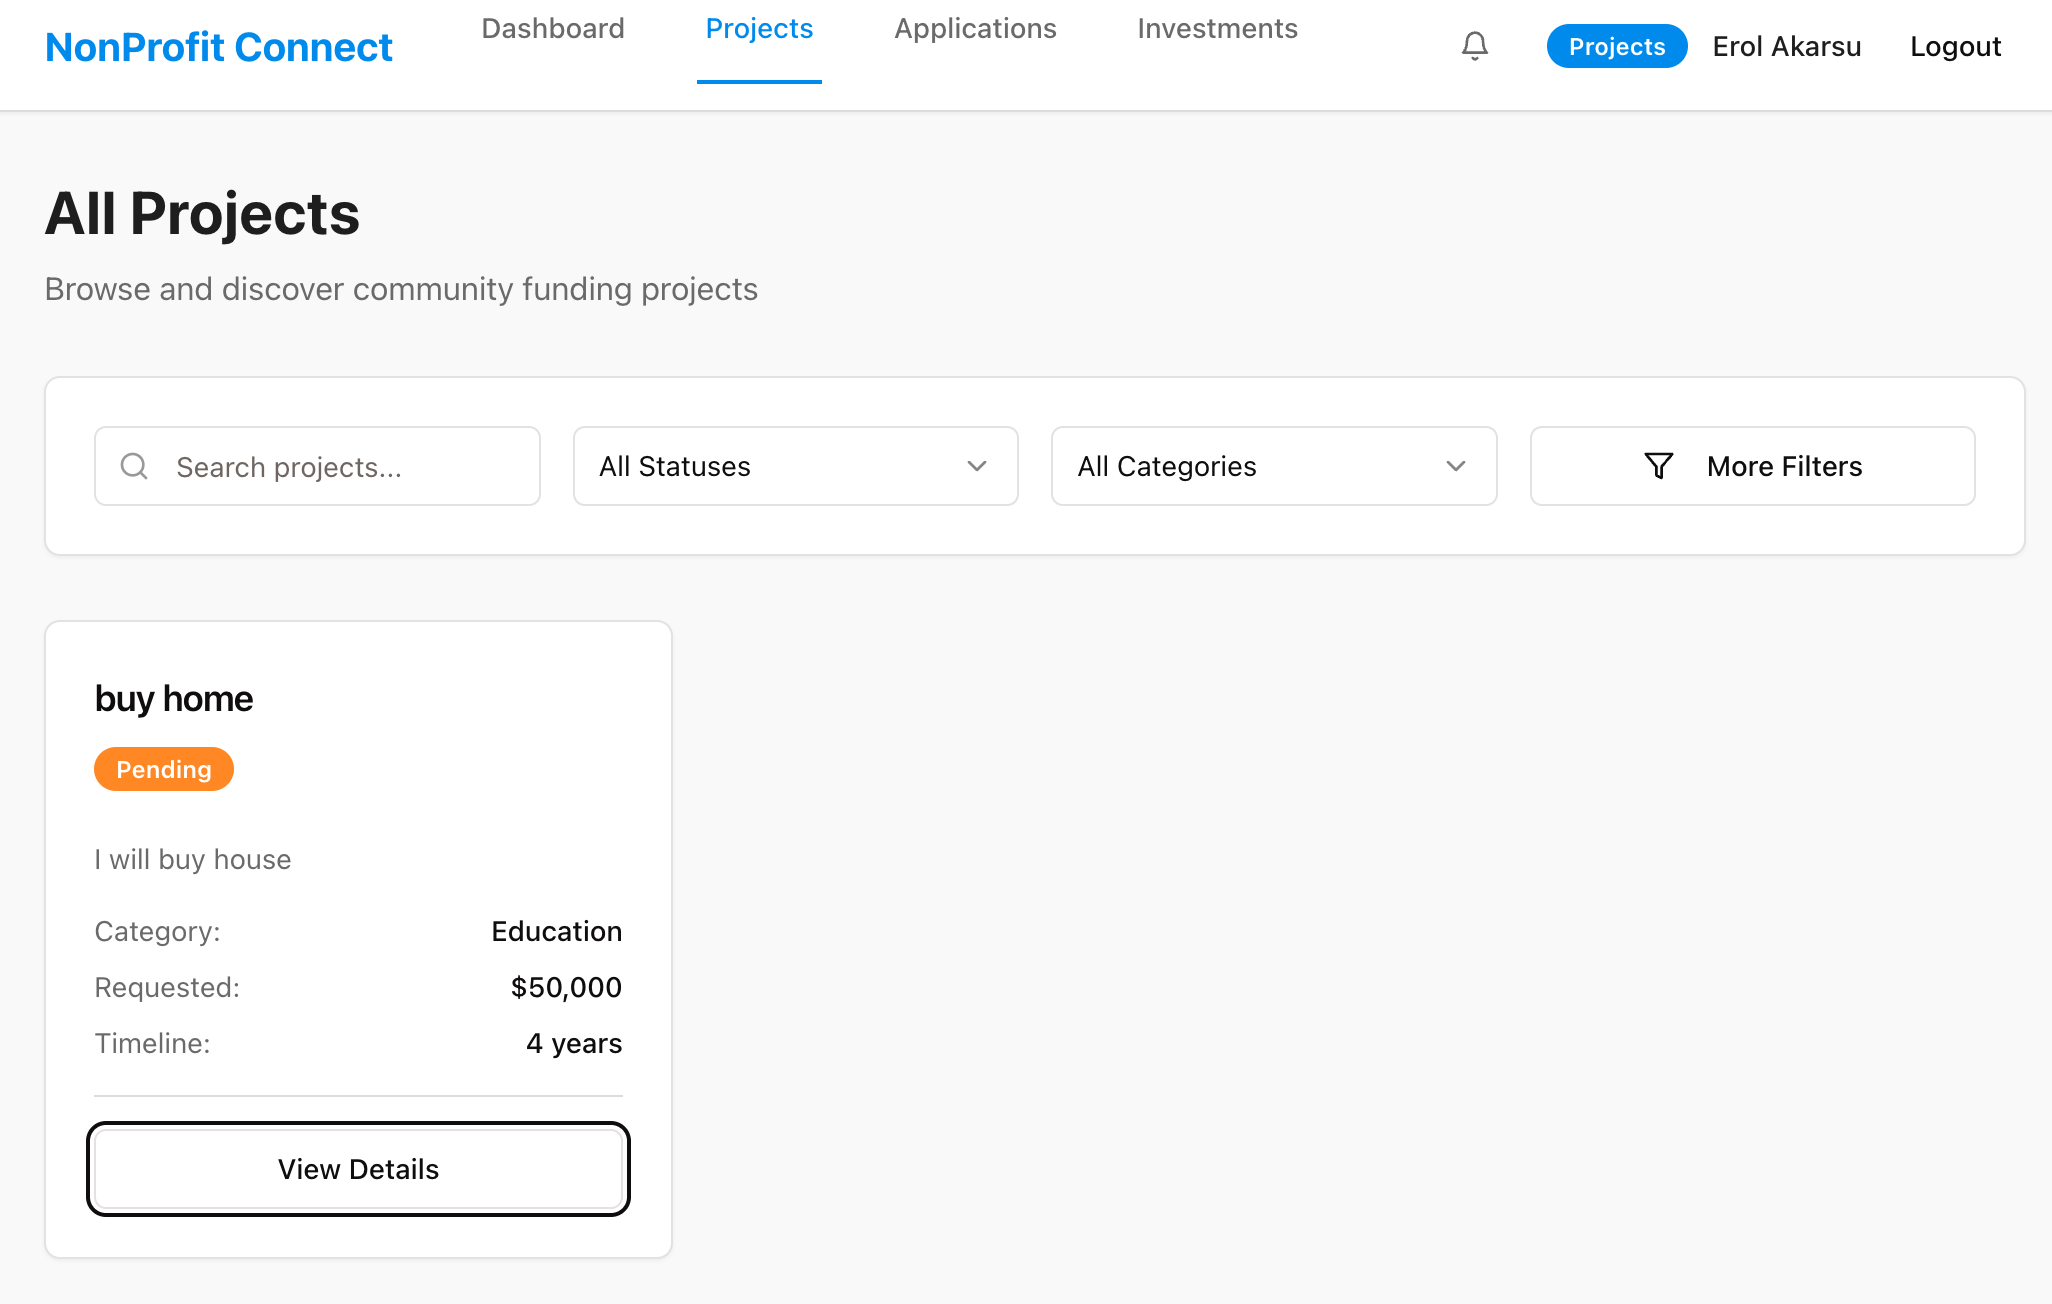 NonProfit Connect Dashboard Projects Applications Investments Projects Erol Akarsu Logout
All Projects
Browse and discover community funding projects
Search projects... All Statuses All Categories More Filters
buy home
Pending
I will buy house
Category: Education
Requested: $50,000
Timeline: 4 years
View Details